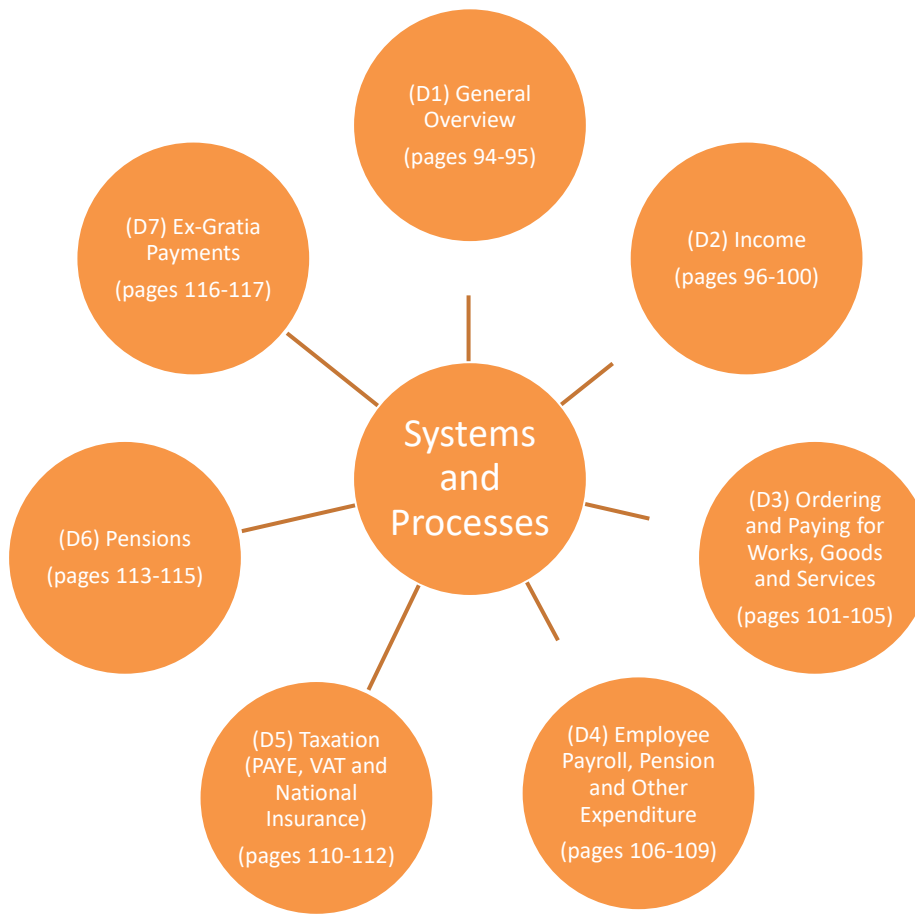 (D1) General
Overview
(pages 94-95)
(D2) Income
(pages 96-100)
(D3) Ordering
and Paying for
Works, Goods
and Services
(pages 101-105)
(D4) Employee
Payroll, Pension
and Other
Expenditure
(pages 106-109)
(D5) Taxation
(PAYE, VAT and
National
Insurance)
(pages 110-112)
(D6) Pensions
(pages 113-115)
(D7) Ex-Gratia
Payments
(pages 116-117)
Systems
and
Processes